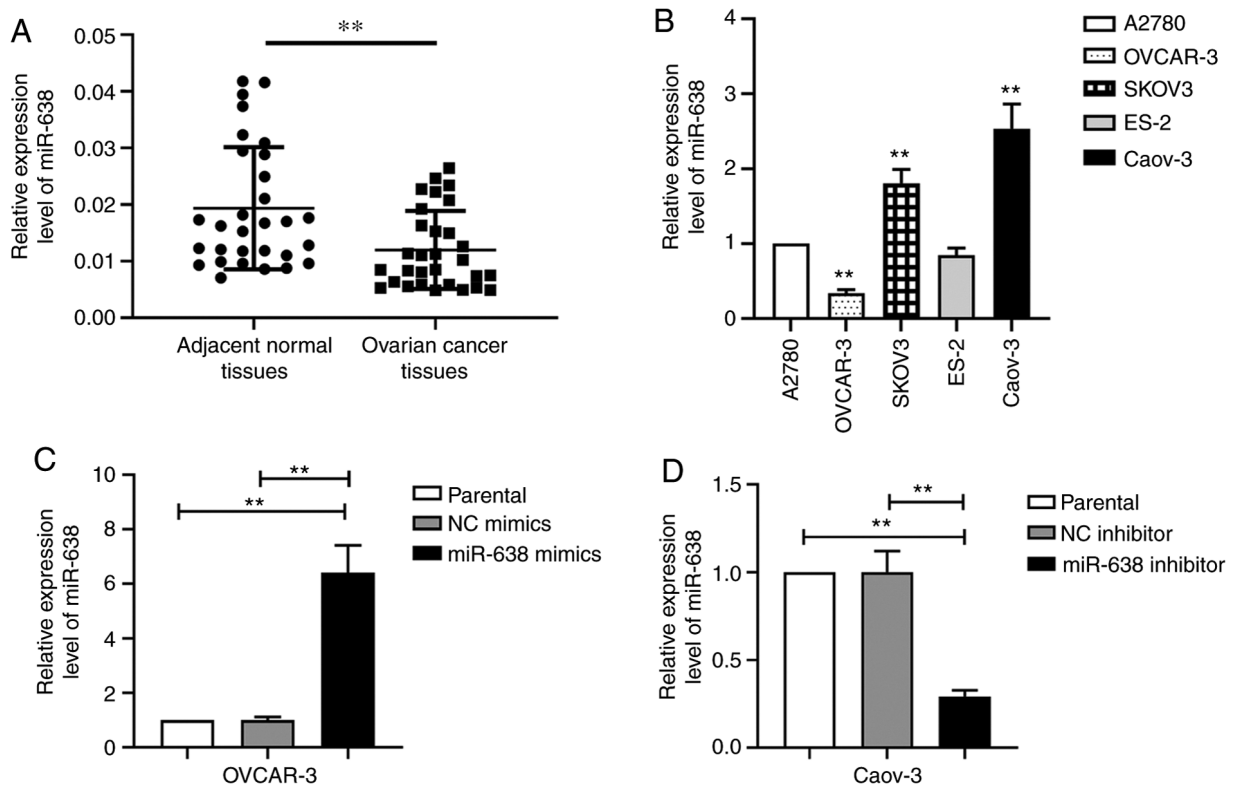 A
Relative expression
level of miR-638
0.05
0.04
0.03
0.02
0.01
0.00
**
Adjacent normal
tissues
Ovarian cancer
tissues
B
Relative expression
level of miR-638
4
3
2
1
0
**
**
**
A2780
OVCAR-3
SKOV3
ES-2
Caov-3
A2780
OVCAR-3
SKOV3
ES-2
Caov-3
C
Relative expression
level of miR-638
10
8
6
4
2
0
**
**
OVCAR-3
Parental
NC mimics
miR-638 mimics
D
Relative expression
level of miR-638
1.5
1.0
0.5
0.0
**
**
Caov-3
Parental
NC inhibitor
miR-638 inhibitor